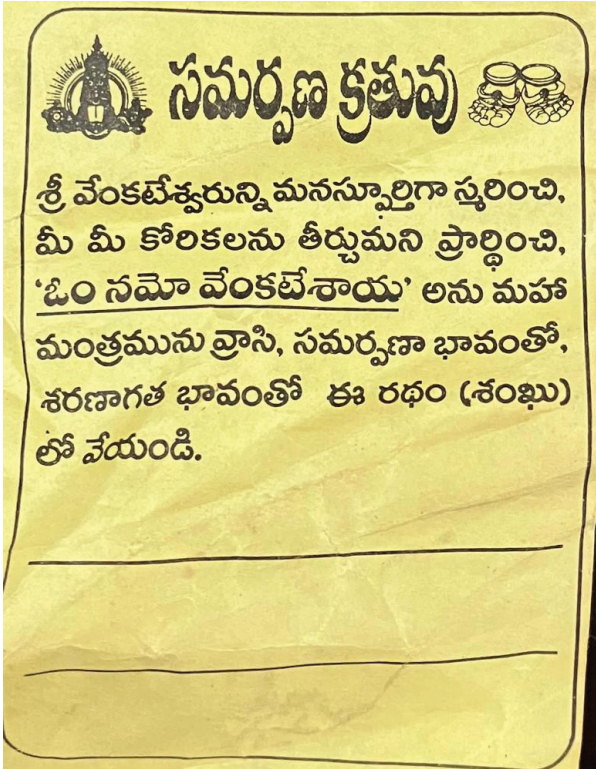 సమర్పణ క్రతువు
శ్రీ వేంకటేశ్వరున్ని మనస్ఫూర్తిగా స్మరించి,
మీ మీ కోరికలను తీర్చుమని ప్రార్థించి,
‘ఓం నమో వేంకటేశాయ’ అను మహా
మంత్రమును వ్రాసి, సమర్పణా భావంతో,
శరణాగత భావంతో ఈ రథం (శంఖు)
లో వేయండి.